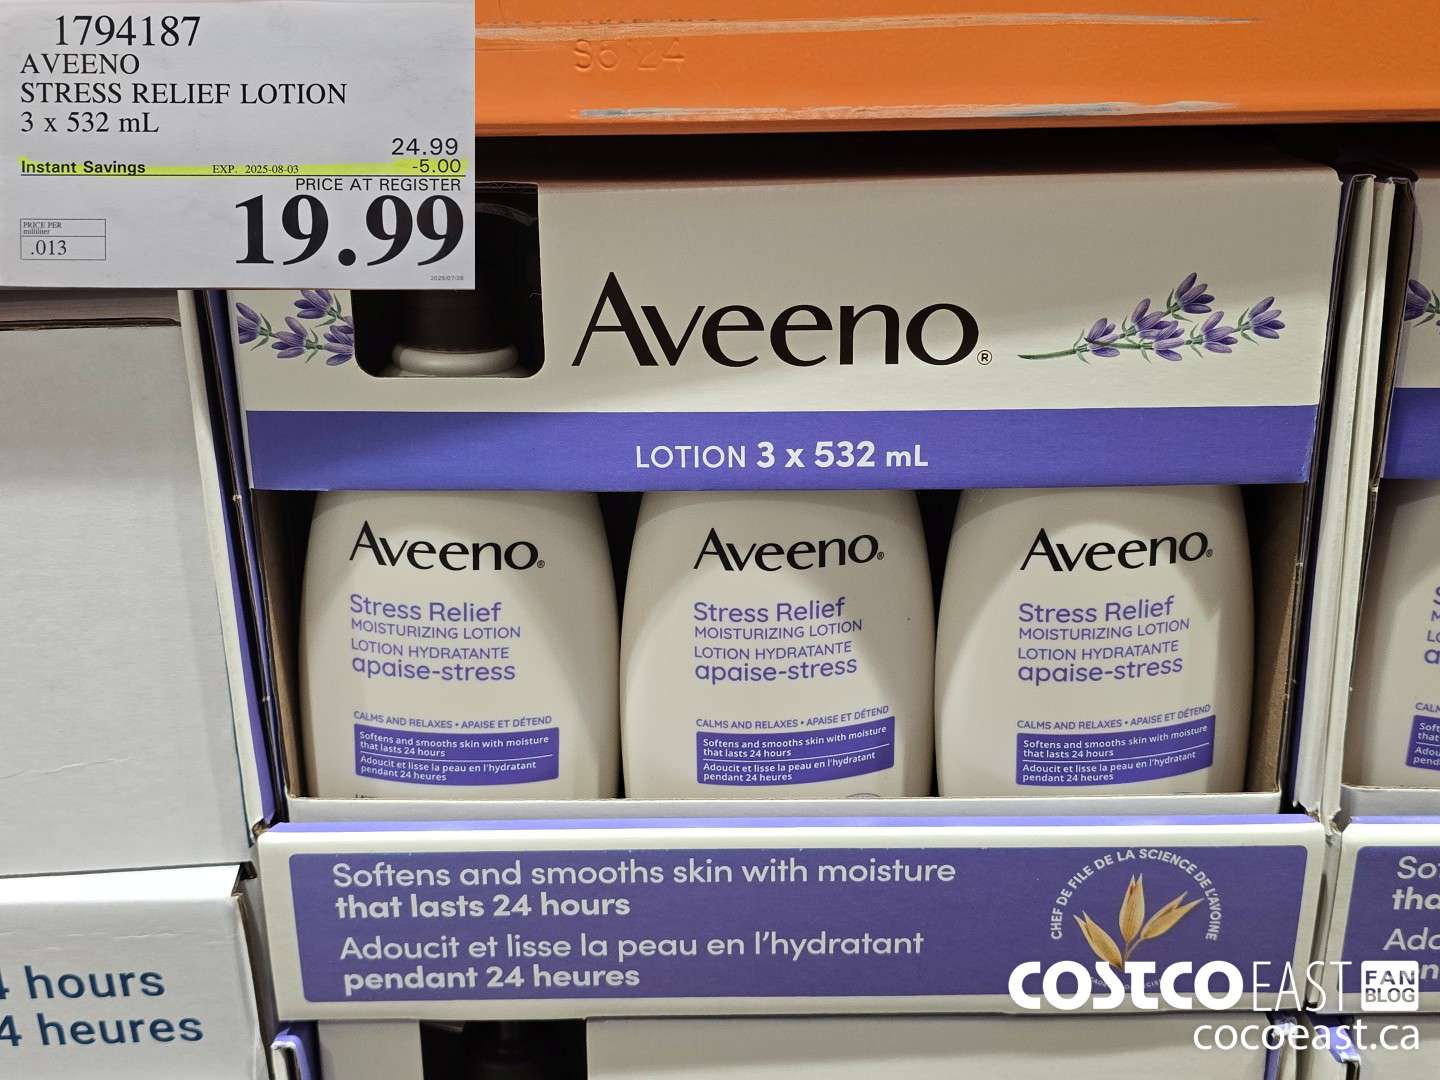 1794187
AVEENO
STRESS RELIEF LOTION
3 x 532 mL
24.99
Instant Savings EXP. 2025-08-03 -5.00
PRICE AT REGISTER
19.99
PRICE PER
milliliter
.013
2025/07/28
S6 24
Aveeno®
LOTION 3 x 532 mL
Aveeno®
Stress Relief
MOISTURIZING LOTION
LOTION HYDRATANTE
apaise-stress
CALMS AND RELAXES • APAISE ET DÉTEND
Softens and smooths skin with moisture
that lasts 24 hours
Adoucit et lisse la peau en l'hydratant
pendant 24 heures
Aveeno®
Stress Relief
MOISTURIZING LOTION
LOTION HYDRATANTE
apaise-stress
CALMS AND RELAXES • APAISE ET DÉTEND
Softens and smooths skin with moisture
that lasts 24 hours
Adoucit et lisse la peau en l'hydratant
pendant 24 heures
Aveeno®
Stress Relief
MOISTURIZING LOTION
LOTION HYDRATANTE
apaise-stress
CALMS AND RELAXES • APAISE ET DÉTEND
Softens and smooths skin with moisture
that lasts 24 hours
Adoucit et lisse la peau en l'hydratant
pendant 24 heures
Softens and smooths skin with moisture
that lasts 24 hours
Adoucit et lisse la peau en l'hydratant
pendant 24 heures
CHEF DE FILE DE LA SCIENCE DE L'AVOINE
4 hours
4 heures
COSTCO EAST FAN
BLOG
cocoeast.ca